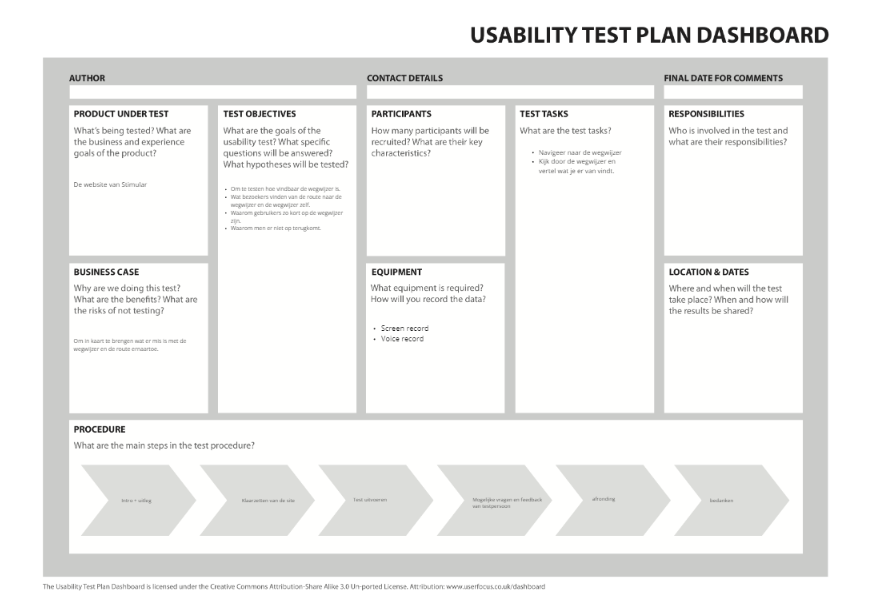 USABILITY TEST PLAN DASHBOARD
AUTHOR
CONTACT DETAILS
FINAL DATE FOR COMMENTS
PRODUCT UNDER TEST
What's being tested? What are
the business and experience
goals of the product?
De website van Stimular
TEST OBJECTIVES
What are the goals of the
usability test? What specific
questions will be answered?
What hypotheses will be tested?
• Om te testen hoe vindbaar de wegwijzer is.
• Wat bezoekers vinden van de route naar de
wegwijzer en de wegwijzer zelf.
• Waarom gebruikers zo kort op de wegwijzer
zijn.
• Waarom men er niet op terugkomt.
PARTICIPANTS
How many participants will be
recruited? What are their key
characteristics?
TEST TASKS
What are the test tasks?
• Navigeer naar de wegwijzer
• Kijk door de wegwijzer en
vertel wat je er van vindt.
RESPONSIBILITIES
Who is involved in the test and
what are their responsibilities?
BUSINESS CASE
Why are we doing this test?
What are the benefits? What are
the risks of not testing?
Om in kaart te brengen wat er mis is met de
wegwijzer en de route ernaartoe.
EQUIPMENT
What equipment is required?
How will you record the data?
• Screen record
• Voice record
LOCATION & DATES
Where and when will the test
take place? When and how will
the results be shared?
PROCEDURE
What are the main steps in the test procedure?
Intro + uitleg
Klaarzetten van de site
Test uitvoeren
Mogelijke vragen en feedback
van testpersoon
afronding
bedanken
The Usability Test Plan Dashboard is licensed under the Creative Commons Attribution-Share Alike 3.0 Un-ported License. Attribution: www.userfocus.co.uk/dashboard